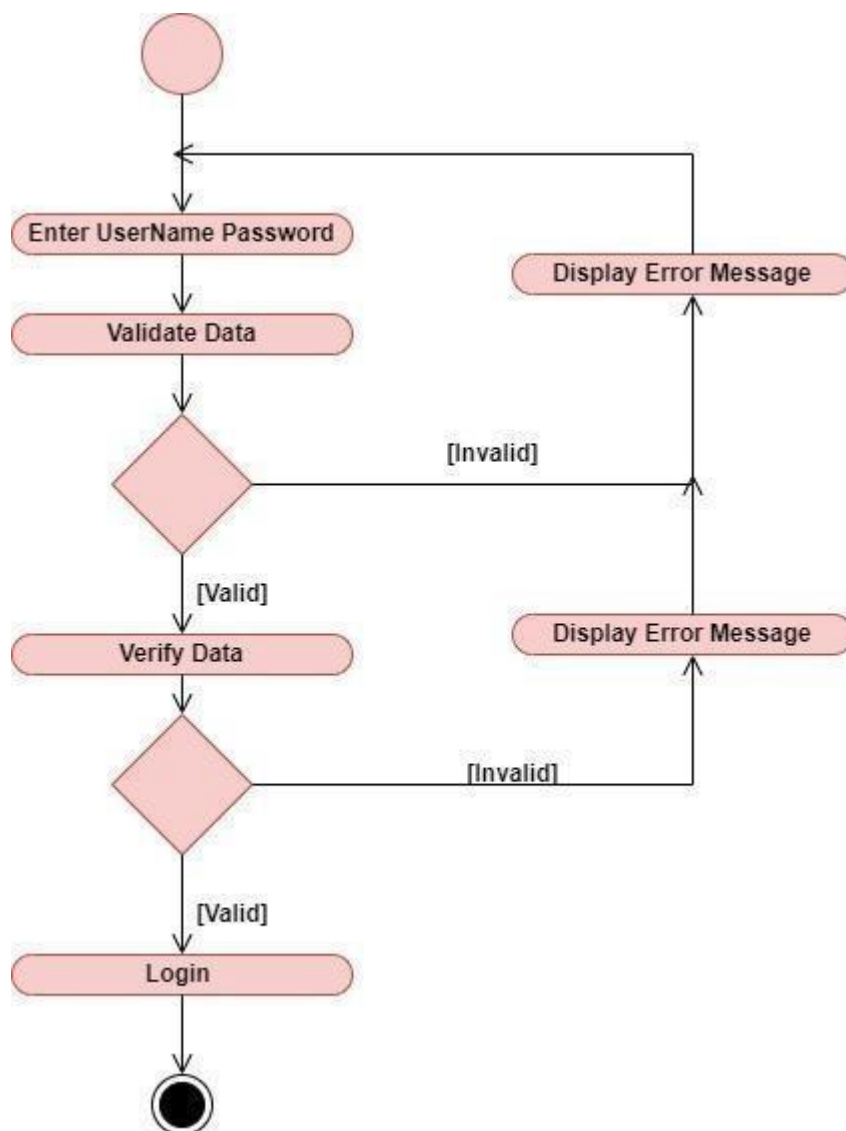 Enter UserName Password
Display Error Message
Validate Data
[Invalid]
[Valid]
Display Error Message
Verify Data
[Invalid]
[Valid]
Login